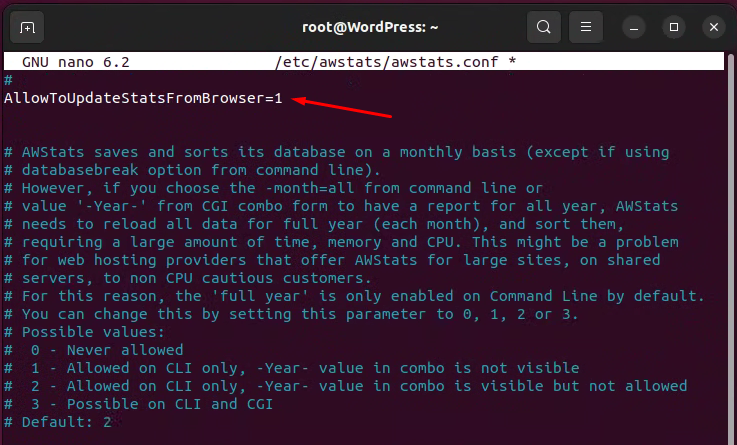 root@WordPress: ~
GNU nano 6.2 /etc/awstats/awstats.conf *
#
AllowToUpdateStatsFromBrowser=1
# AWStats saves and sorts its database on a monthly basis (except if using
# databasebreak option from command line).
# However, if you choose the -month=all from command line or
# value '-Year-' from CGI combo form to have a report for all year, AWStats
# needs to reload all data for full year (each month), and sort them,
# requiring a large amount of time, memory and CPU. This might be a problem
# for web hosting providers that offer AWStats for large sites, on shared
# servers, to non CPU cautious customers.
# For this reason, the 'full year' is only enabled on Command Line by default.
# You can change this by setting this parameter to 0, 1, 2 or 3.
# Possible values:
#  0 - Never allowed
#  1 - Allowed on CLI only, -Year- value in combo is not visible
#  2 - Allowed on CLI only, -Year- value in combo is visible but not allowed
#  3 - Possible on CLI and CGI
# Default: 2